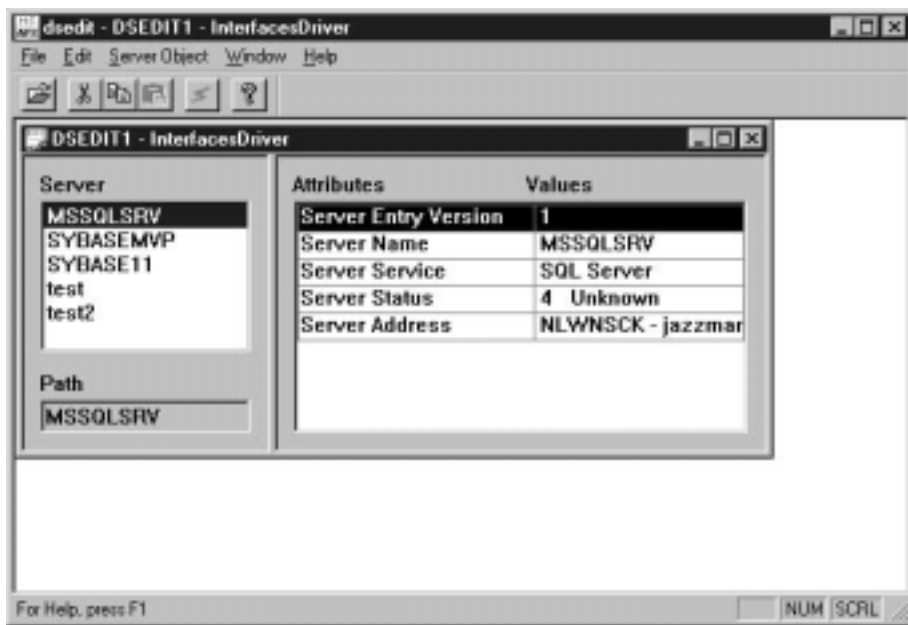 dsedit - DSEDIT1 - InterfacesDriver
File Edit Server Object Window Help
DSEDIT1 - InterfacesDriver
Server
MSSQLSRV
SYBASEMVP
SYBASE11
test
test2
Path
MSSQLSRV
Attributes Values
Server Entry Version 1
Server Name MSSQLSRV
Server Service SQL Server
Server Status 4 Unknown
Server Address NLWNSCK - jazzmar
For Help, press F1
NUM SCRL